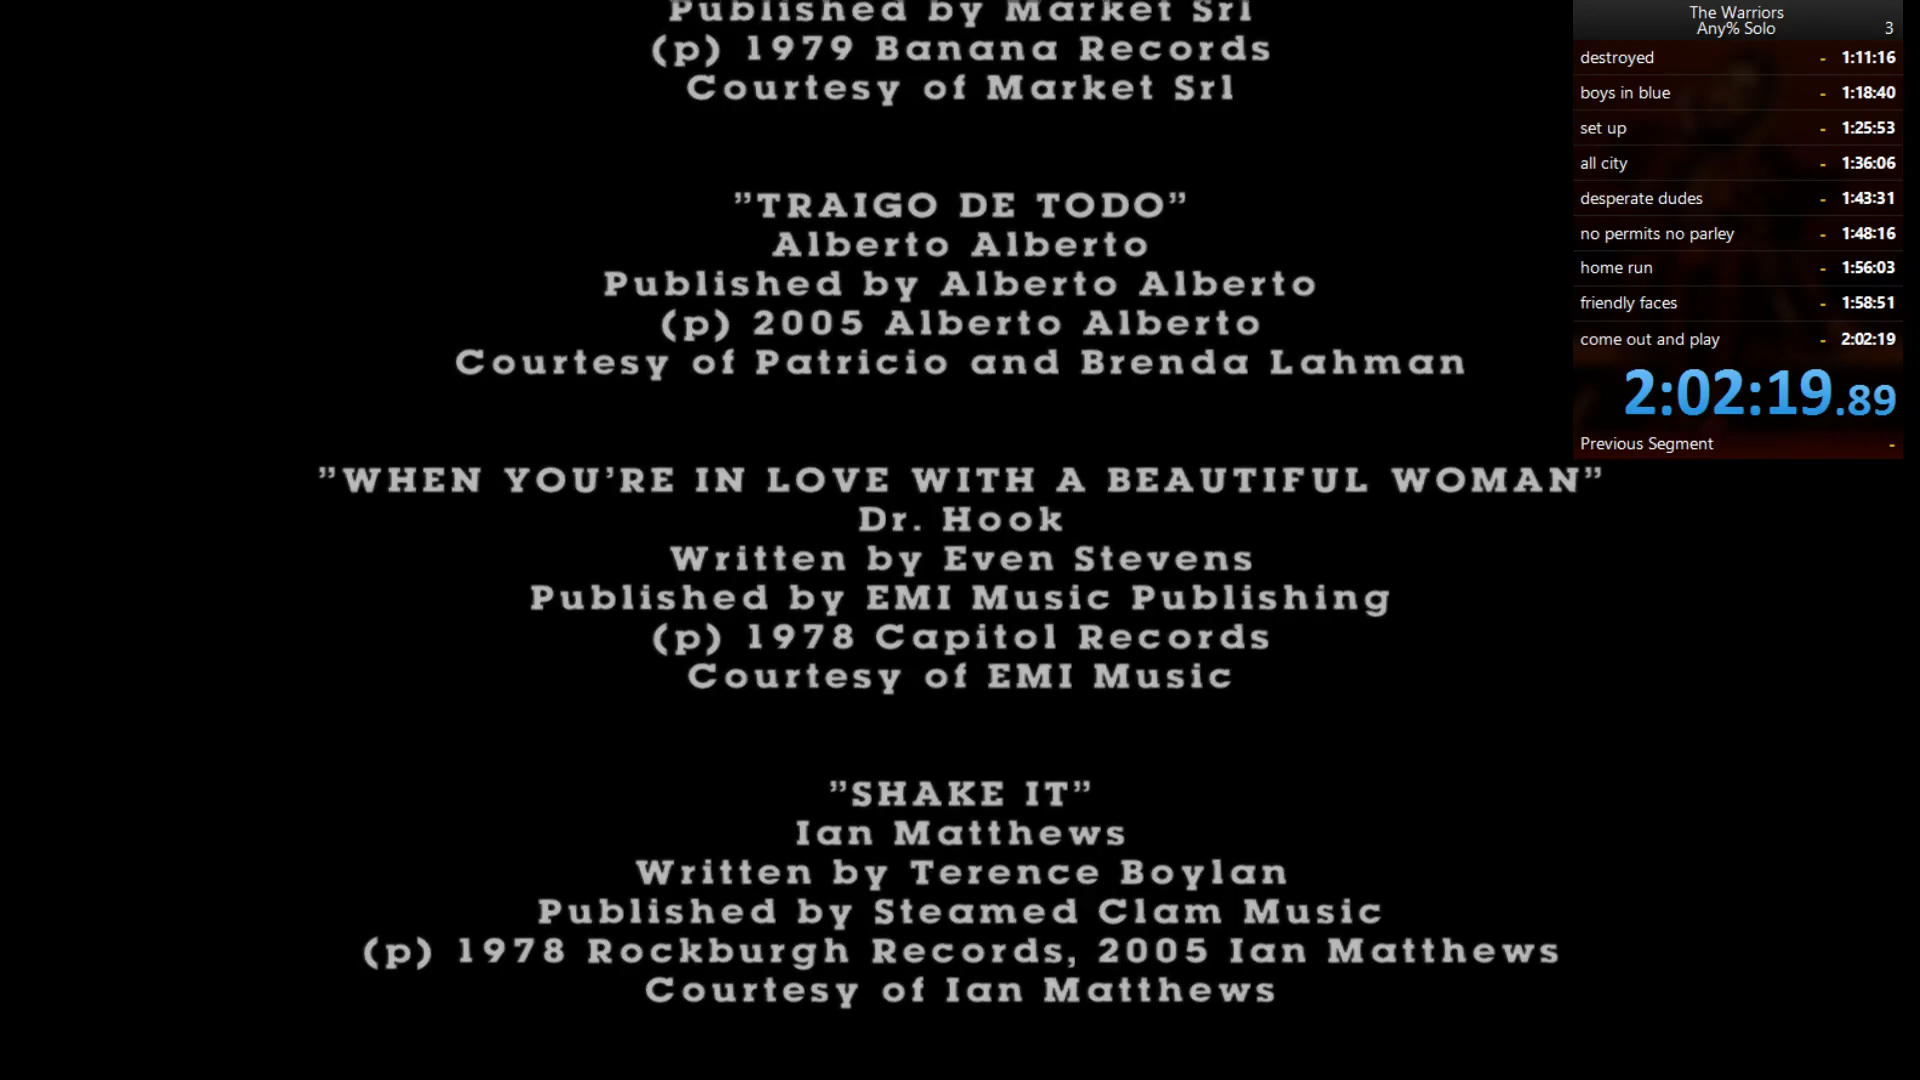 Published by Market Srl
(p) 1979 Banana Records
Courtesy of Market Srl
"TRAIGO DE TODO"
Alberto Alberto
Published by Alberto Alberto
(p) 2005 Alberto Alberto
Courtesy of Patricio and Brenda Lahman
"WHEN YOU'RE IN LOVE WITH A BEAUTIFUL WOMAN"
Dr. Hook
Written by Even Stevens
Published by EMI Music Publishing
(p) 1978 Capitol Records
Courtesy of EMI Music
"SHAKE IT"
Ian Matthews
Written by Terence Boylan
Published by Steamed Clam Music
(p) 1978 Rockburgh Records, 2005 Ian Matthews
Courtesy of Ian Matthews
The Warriors
Any% Solo 3
destroyed - 1:11:16
boys in blue - 1:18:40
set up - 1:25:53
all city - 1:36:06
desperate dudes - 1:43:31
no permits no parley - 1:48:16
home run - 1:56:03
friendly faces - 1:58:51
come out and play - 2:02:19
2:02:19.89
Previous Segment -